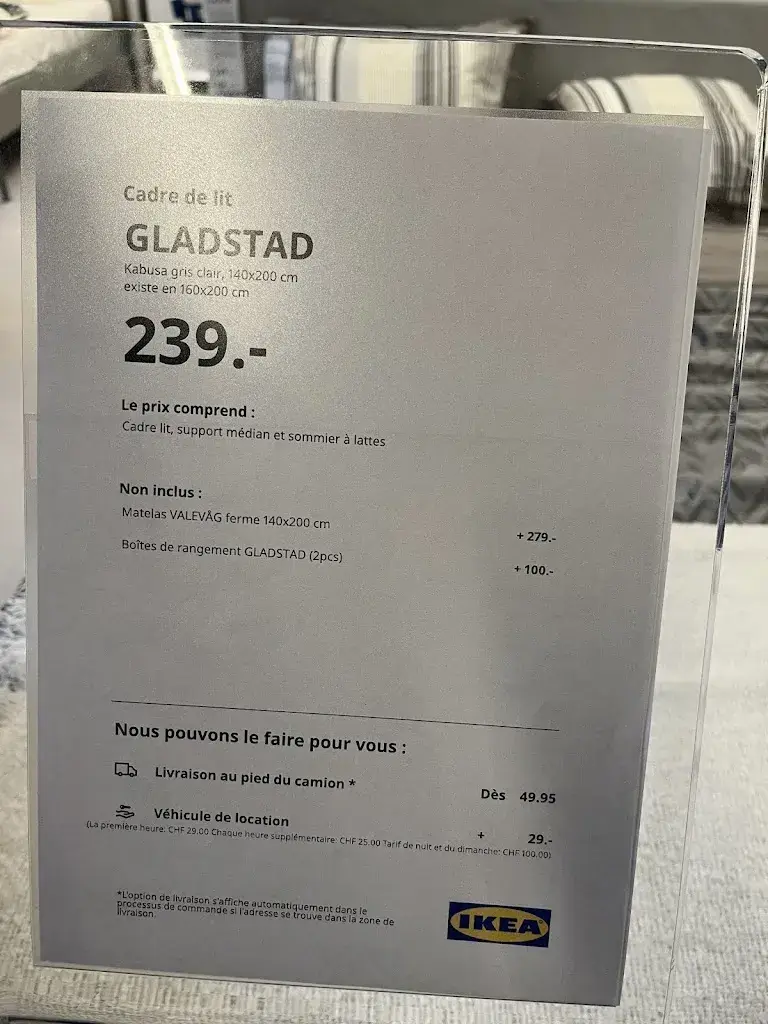 Cadre de lit
GLADSTAD
Kabusa gris clair, 140x200 cm
existe en 160x200 cm
239.-
Le prix comprend :
Cadre lit, support médian et sommier à lattes
Non inclus :
Matelas VALEVÅG ferme 140x200 cm + 279.-
Boîtes de rangement GLADSTAD (2pcs) + 100.-
Nous pouvons le faire pour vous :
Livraison au pied du camion * Dès 49.95
Véhicule de location + 29.-
(La première heure: CHF 29.00 Chaque heure supplémentaire: CHF 25.00 Tarif de nuit et du dimanche: CHF 100.00)
*L'option de livraison s'affiche automatiquement dans le
processus de commande si l'adresse se trouve dans la zone de
livraison.
IKEA